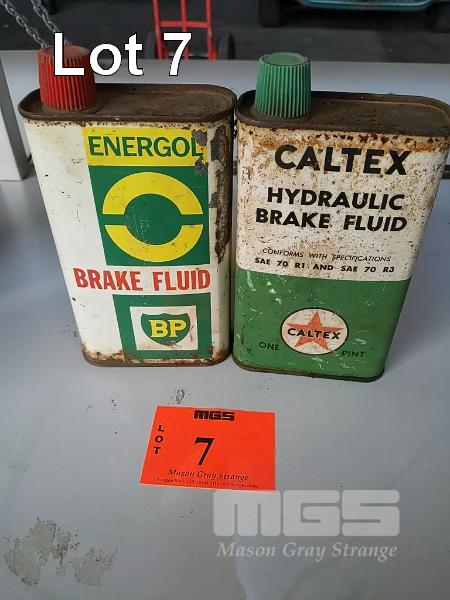 Lot 7
ENERGOL
BRAKE FLUID
BP
CALTEX
HYDRAULIC
BRAKE FLUID
CONFORMS WITH SPECIFICATIONS
SAE 70 R1 AND SAE 70 R3
CALTEX
ONE PINT
MGS
LOT
7
Mason Gray Strange
MGS
Mason Gray Strange